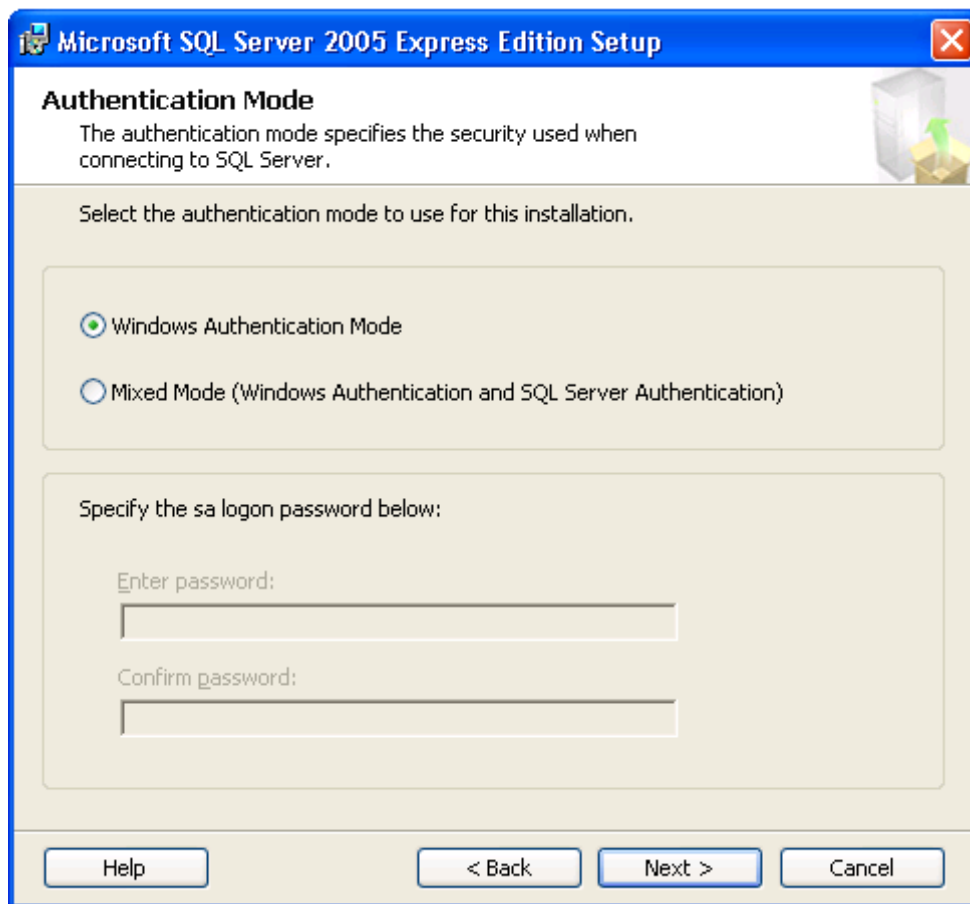 Microsoft SQL Server 2005 Express Edition Setup
Authentication Mode
The authentication mode specifies the security used when
connecting to SQL Server.
Select the authentication mode to use for this installation.
Windows Authentication Mode
Mixed Mode (Windows Authentication and SQL Server Authentication)
Specify the sa logon password below:
Enter password:
Confirm password:
Help < Back Next > Cancel